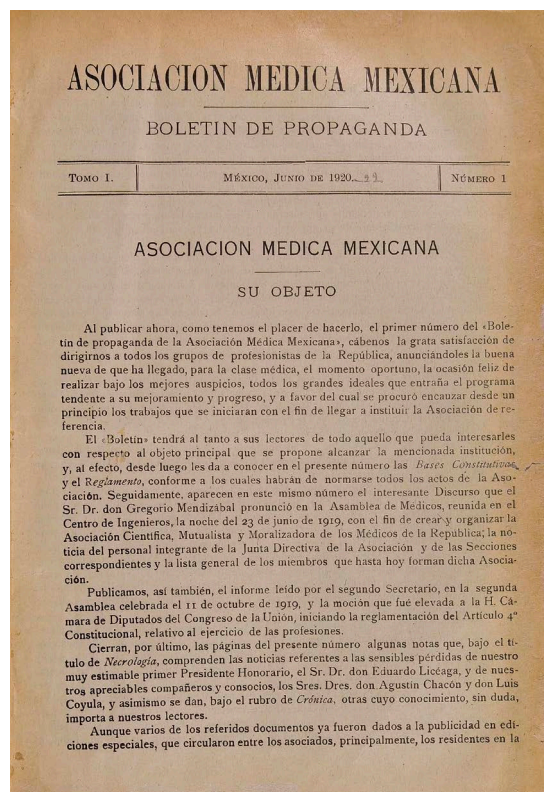 ASOCIACION MEDICA MEXICANA
BOLETIN DE PROPAGANDA
TOMO I.
MÉXICO, JUNIO DE 1920.
NÚMERO 1
ASOCIACION MEDICA MEXICANA
SU OBJETO
Al publicar ahora, como tenemos el placer de hacerlo, el primer número del «Bole-
tín de propaganda de la Asociación Médica Mexicana», cábenos la grata satisfacción de
dirigirnos a todos los grupos de profesionistas de la República, anunciándoles la buena
nueva de que ha llegado, para la clase médica, el momento oportuno, la ocasión feliz de
realizar bajo los mejores auspicios, todos los grandes ideales que entraña el programa
tendente a su mejoramiento y progreso, y a favor del cual se procuró encauzar desde un
principio los trabajos que se iniciaran con el fin de llegar a instituir la Asociación de re-
ferencia.
El «Boletín» tendrá al tanto a sus lectores de todo aquello que pueda interesarles
con respecto al objeto principal que se propone alcanzar la mencionada institución,
y, al efecto, desde luego les da a conocer en el presente número las Bases Constitutivas,
y el Reglamento, conforme a los cuales habrán de normarse todos los actos de la Aso-
ciación. Seguidamente, aparecen en este mismo número el interesante Discurso que el
Sr. Dr. don Gregorio Mendizábal pronunció en la Asamblea de Médicos, reunida en el
Centro de Ingenieros, la noche del 23 de junio de 1919, con el fin de crear y organizar la
Asociación Científica, Mutualista y Moralizadora de los Médicos de la República; la no-
ticia del personal integrante de la Junta Directiva de la Asociación y de las Secciones
correspondientes y la lista general de los miembros que hasta hoy forman dicha Asocia-
ción.
Publicamos, así también, el informe leído por el segundo Secretario, en la segunda
Asamblea celebrada el 11 de octubre de 1919, y la moción que fué elevada a la H. Cá-
mara de Diputados del Congreso de la Unión, iniciando la reglamentación del Artículo 4°
Constitucional, relativo al ejercicio de las profesiones.
Cierran, por último, las páginas del presente número algunas notas que, bajo el tí-
tulo de Necrología, comprenden las noticias referentes a las sensibles pérdidas de nuestro
muy estimable primer Presidente Honorario, el Sr. Dr. don Eduardo Licéaga, y de nues-
tros apreciables compañeros y consocios, los Sres. Dres. don Agustín Chacón y don Luis
Coyula, y asimismo se dan, bajo el rubro de Crónica, otras cuyo conocimiento, sin duda,
importa a nuestros lectores.
Aunque varios de los referidos documentos ya fueron dados a la publicidad en edi-
ciones especiales, que circularon entre los asociados, principalmente, los residentes en la